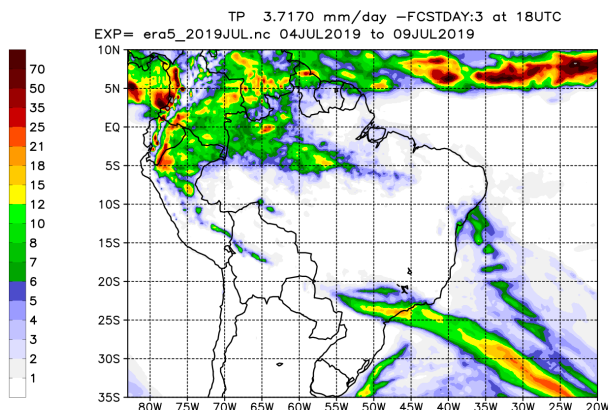 TP 3.7170 mm/day −FCSTDAY:3 at 18UTC
EXP= era5_2019JUL.nc 04JUL2019 to 09JUL2019
70
50
35
25
21
18
15
12
10
8
7
6
5
4
3
2
1
10N
5N
EQ
5S
10S
15S
20S
25S
30S
35S
80W 75W 70W 65W 60W 55W 50W 45W 40W 35W 30W 25W 20W